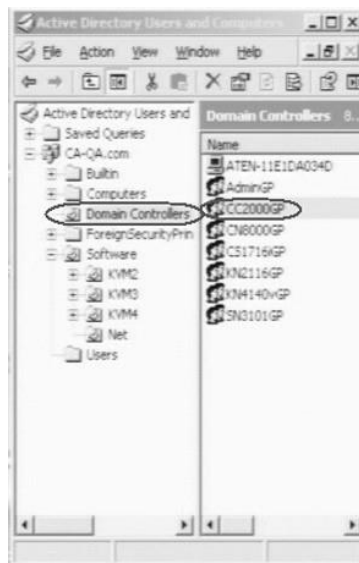 Active Directory Users and Computers
File Action View Window Help
Active Directory Users and
Saved Queries
CA-QA.com
Builtin
Computers
Domain Controllers
ForeignSecurityPrin
Software
KVM2
KVM3
KVM4
Net
Users
Domain Controllers 8...
Name
ATEN-11E1DA034D
AdminGP
CC2000GP
CN8000GP
CS1716iGP
KN2116GP
KN4140vGP
SN3101GP